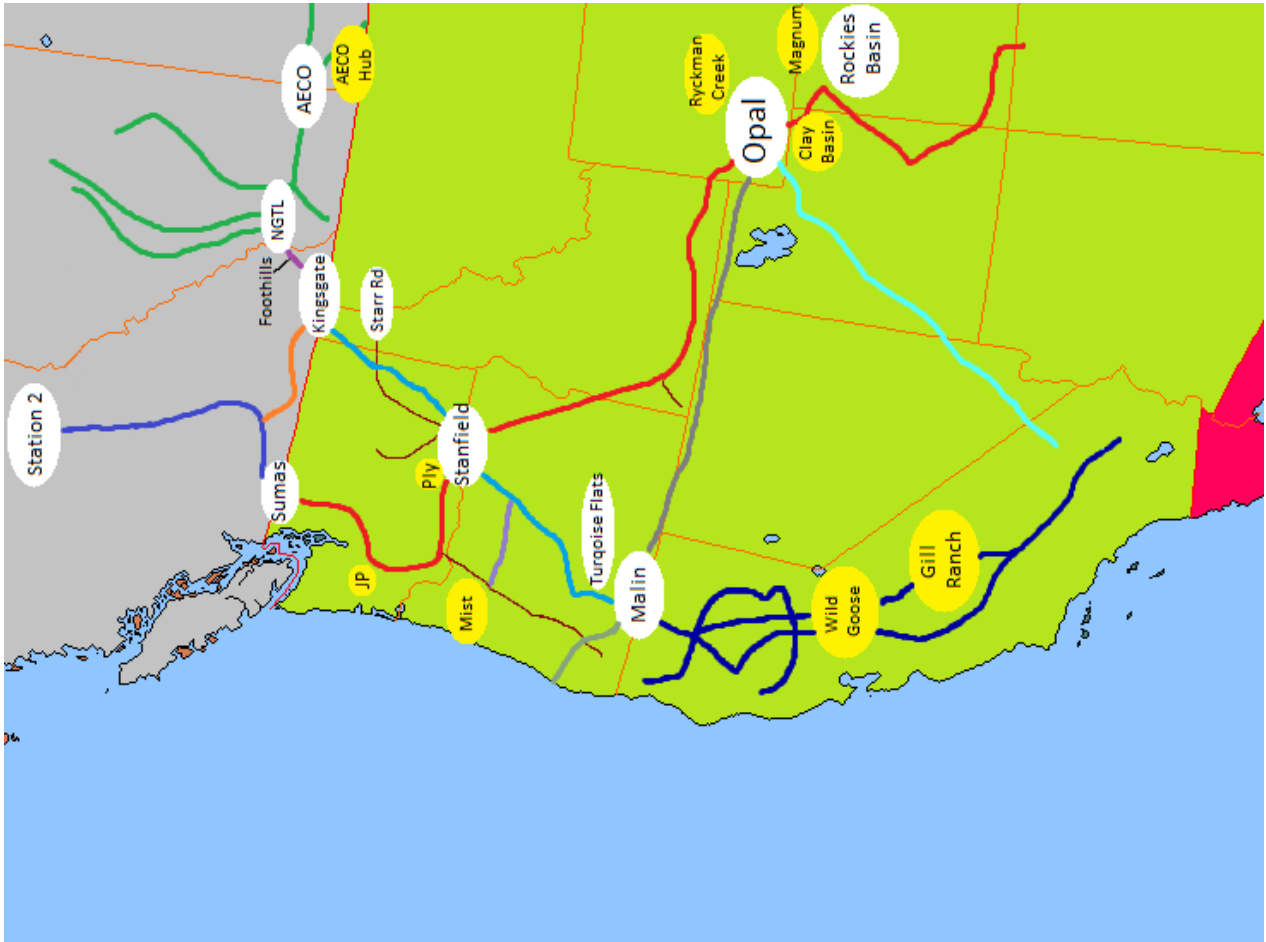 Station 2
AECO
AECO
Hub
NGTL
Foothills
Kingsgate
Sumas
Starr Rd
JP
Ply
Stanfield
Mist
Turqoise Flats
Malin
Ryckman
Creek
Opal
Magnum
Rockies
Basin
Clay
Basin
Wild
Goose
Gill
Ranch